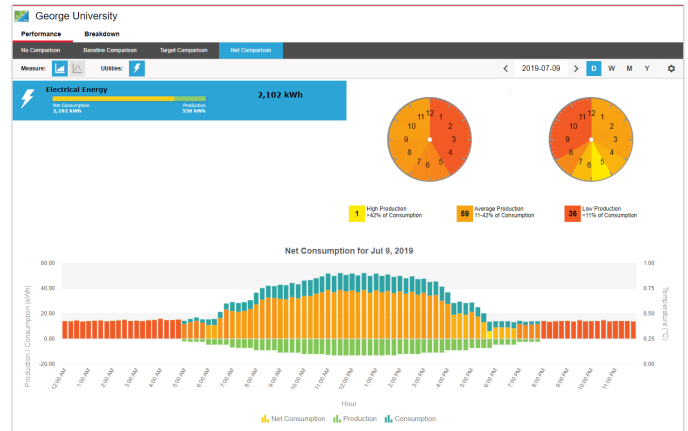 George University
Performance Breakdown
No Comparison Baseline Comparison Target Comparison Net Comparison
Measure: Utilities: < 2019-07-09 > D W M Y
Electrical Energy
2,102 kWh
Net Consumption Production
2,102 kWh 536 kWh
12 1 2 3 4 5 6 7 8 9 10 11
12 1 2 3 4 5 6 7 8 9 10 11
1 High Production
>42% of Consumption
59 Average Production
11-42% of Consumption
36 Low Production
<11% of Consumption
Net Consumption for Jul 9, 2019
Production / Consumption (kWh)
60.00
40.00
20.00
0.00
-20.00
1.00
0.75
0.50
0.25
0.00
Temperature (°C)
12:00 AM 1:00 AM 2:00 AM 3:00 AM 4:00 AM 5:00 AM 6:00 AM 7:00 AM 8:00 AM 9:00 AM 10:00 AM 11:00 AM 12:00 PM 1:00 PM 2:00 PM 3:00 PM 4:00 PM 5:00 PM 6:00 PM 7:00 PM 8:00 PM 9:00 PM 10:00 PM 11:00 PM
Hour
Net Consumption Production Consumption